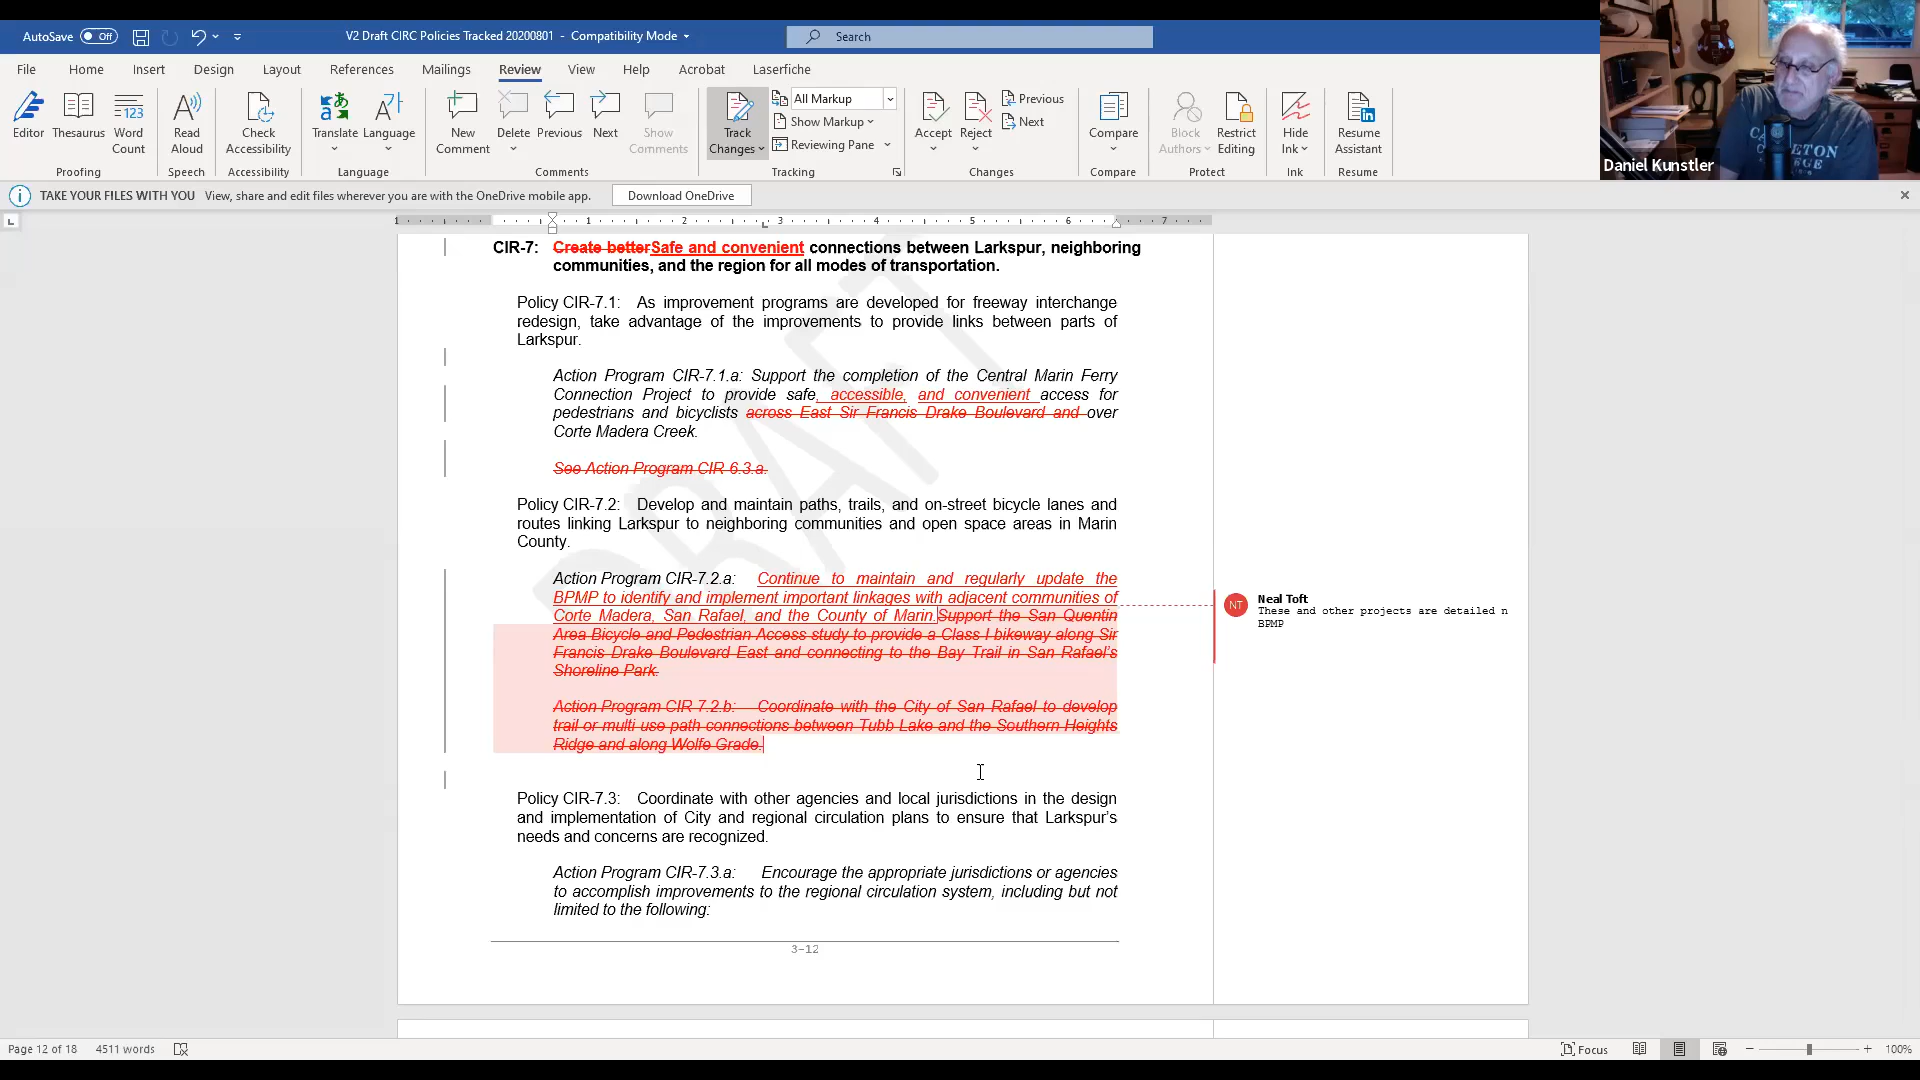 AutoSave Off V2 Draft CIRC Policies Tracked 20200801 - Compatibility Mode Search
File Home Insert Design Layout References Mailings Review View Help Acrobat Laserfiche
Editor Thesaurus Word Count Read Aloud Check Accessibility Translate Language New Comment Delete Previous Next Show Comments Track Changes All Markup Show Markup Reviewing Pane Accept Reject Previous Next Compare Block Authors Restrict Editing Hide Ink Resume Assistant
Proofing Speech Accessibility Language Comments Tracking Changes Compare Protect Ink Resume
Daniel Kunstler
TAKE YOUR FILES WITH YOU View, share and edit files wherever you are with the OneDrive mobile app. Download OneDrive
1 1 2 3 4 5 6 7
CIR-7: Create betterSafe and convenient connections between Larkspur, neighboring
communities, and the region for all modes of transportation.
Policy CIR-7.1: As improvement programs are developed for freeway interchange
redesign, take advantage of the improvements to provide links between parts of
Larkspur.
Action Program CIR-7.1.a: Support the completion of the Central Marin Ferry
Connection Project to provide safe, accessible, and convenient access for
pedestrians and bicyclists across East Sir Francis Drake Boulevard and over
Corte Madera Creek.
See Action Program CIR-6.3.a.
Policy CIR-7.2: Develop and maintain paths, trails, and on-street bicycle lanes and
routes linking Larkspur to neighboring communities and open space areas in Marin
County.
Action Program CIR-7.2.a: Continue to maintain and regularly update the
BPMP to identify and implement important linkages with adjacent communities of
Corte Madera, San Rafael, and the County of Marin.Support the San Quentin
Area Bicycle and Pedestrian Access study to provide a Class I bikeway along Sir
Francis Drake Boulevard East and connecting to the Bay Trail in San Rafael's
Shoreline Park.
Action Program CIR-7.2.b: Coordinate with the City of San Rafael to develop
trail or multi use path connections between Tubb Lake and the Southern Heights
Ridge and along Wolfe Grade.
NT Neal Toft
These and other projects are detailed n
BPMP
Policy CIR-7.3: Coordinate with other agencies and local jurisdictions in the design
and implementation of City and regional circulation plans to ensure that Larkspur's
needs and concerns are recognized.
Action Program CIR-7.3.a: Encourage the appropriate jurisdictions or agencies
to accomplish improvements to the regional circulation system, including but not
limited to the following:
3-12
DRAFT
Page 12 of 18 4511 words Focus 100%